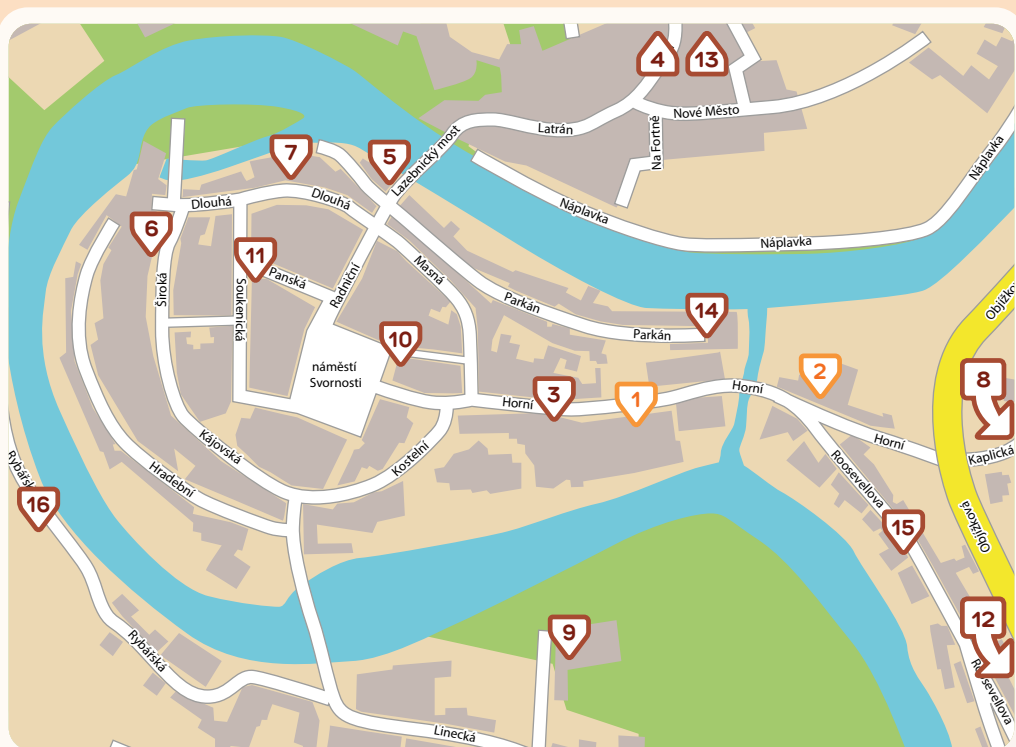 4
13
Nové Město
Latrán
Na Fortně
Lazebnický most
Náplavka
Náplavka
Náplavka
7
5
Dlouhá
Dlouhá
6
11
Panská
Široká
Soukenická
Radniční
Masná
Parkán
Parkán
14
Objížko
10
náměstí
Svornosti
3
Horní
1
Horní
2
8
Horní
Kaplická
Kájovská
Kostelní
Hradební
Roosevellova
Rybářsk
16
15
Objížková
12
Roosevellova
9
Rybářská
Linecká